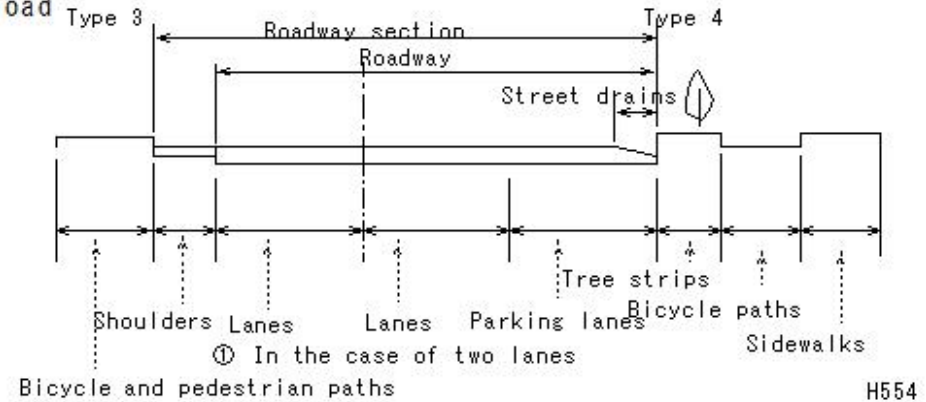 oad Type 3 Type 4
Roadway section
Roadway
Street drains
Tree strips
Bicycle paths
Shoulders Lanes Lanes Parking lanes
Sidewalks
① In the case of two lanes
Bicycle and pedestrian paths
H554